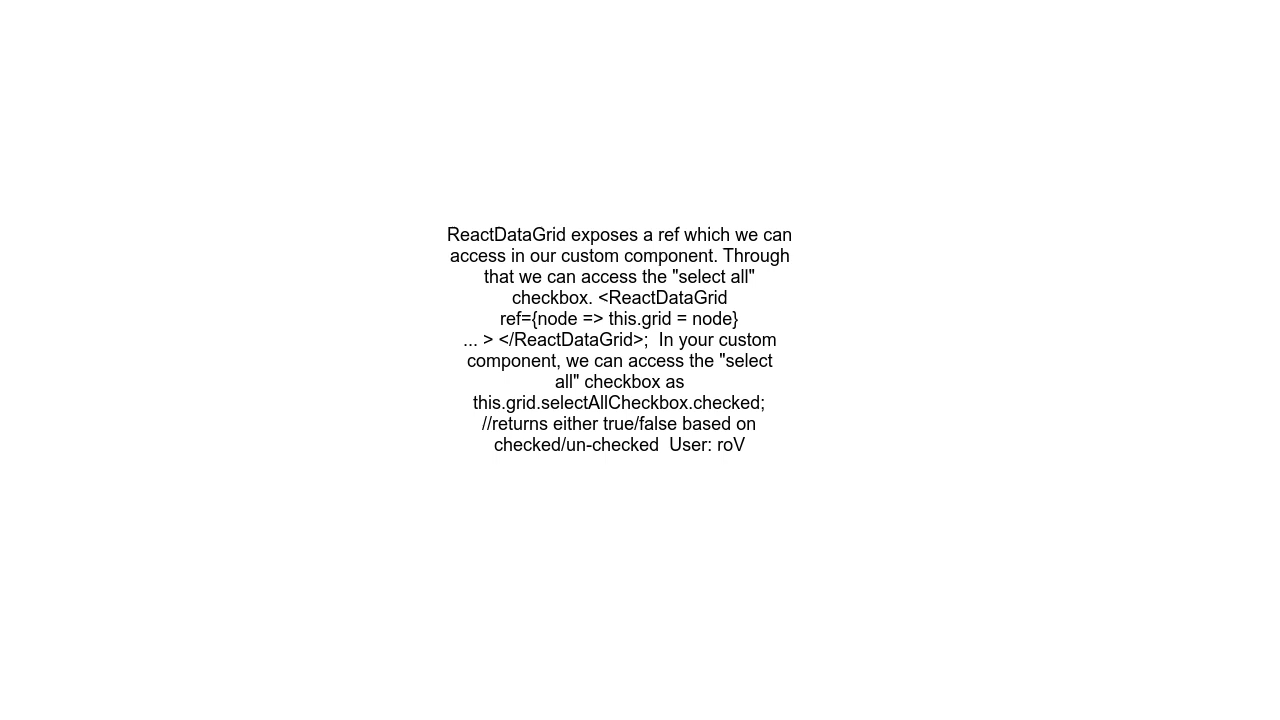 ReactDataGrid exposes a ref which we can
access in our custom component. Through
that we can access the "select all"
checkbox. <ReactDataGrid
ref={node => this.grid = node}
... > </ReactDataGrid>;  In your custom
component, we can access the "select
all" checkbox as
this.grid.selectAllCheckbox.checked;
//returns either true/false based on
checked/un-checked  User: roV